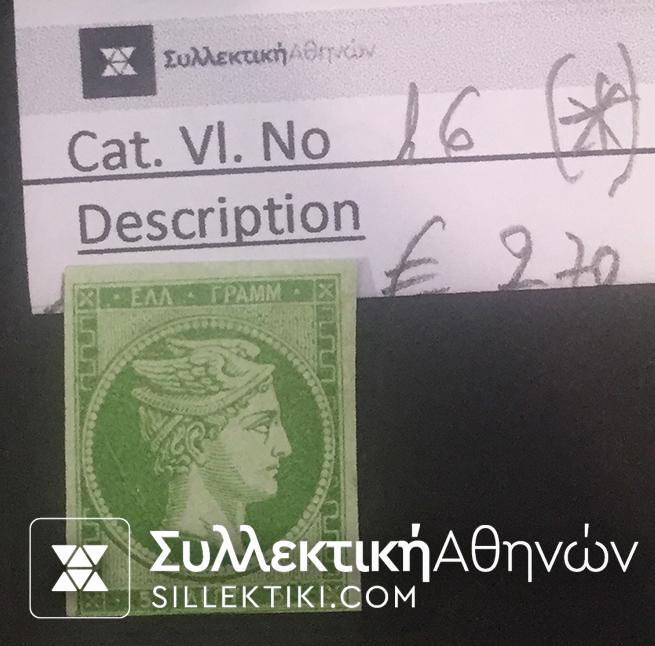 ΣυλλεκτικήΑθηνών
Cat. Vl. No 16 (*)
Description
€ 270
ΕΛΛ · ΓΡΑΜΜ ·
ΣυλλεκτικήΑθηνών
SILLEKTIKI.COM